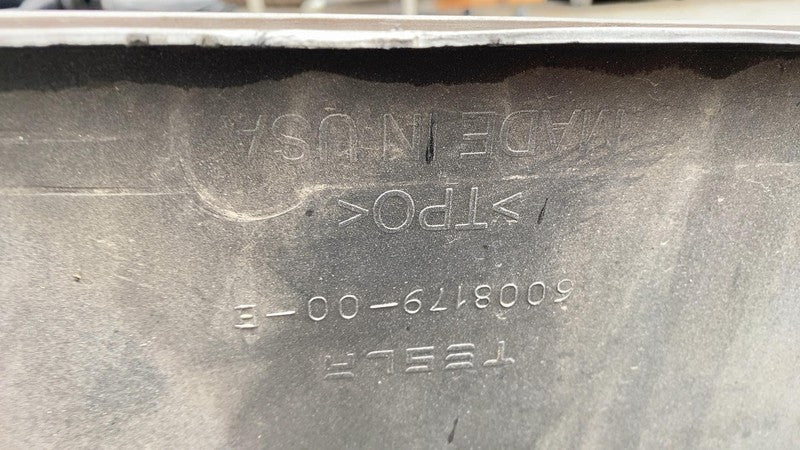 TESLA
6008179-00-E
>TPO<
MADE IN USA